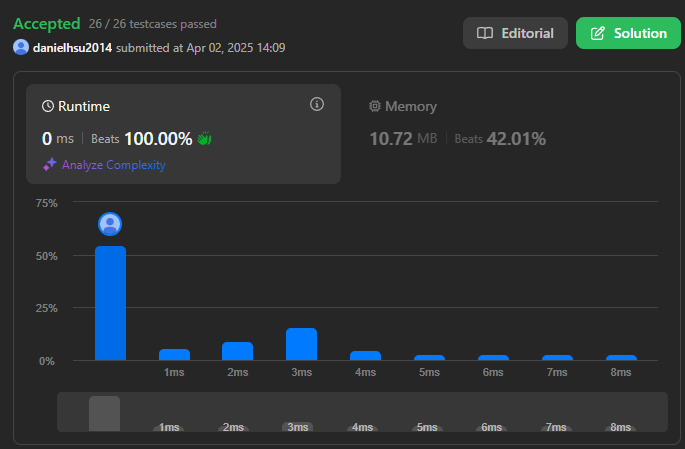 Accepted 26 / 26 testcases passed
danielhsu2014 submitted at Apr 02, 2025 14:09
Editorial
Solution
Runtime
0 ms | Beats 100.00%
Analyze Complexity
Memory
10.72 MB | Beats 42.01%
75%
50%
25%
0%
1ms 2ms 3ms 4ms 5ms 6ms 7ms 8ms
1ms 2ms 3ms 4ms 5ms 6ms 7ms 8ms